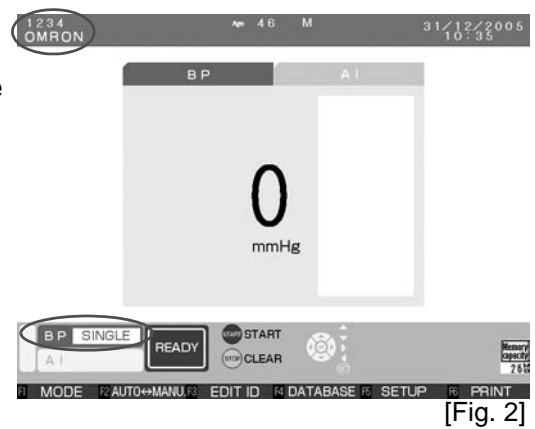 1234
OMRON
Age 46 M
31/12/2005
10:35
e
BP
AI
0
mmHg
BP SINGLE
AI
READY
START START
STOP CLEAR
Memory
capacity
26%
F1 MODE F2 AUTO↔MANU. F3 EDIT ID F4 DATABASE F5 SETUP F6 PRINT
[Fig. 2]